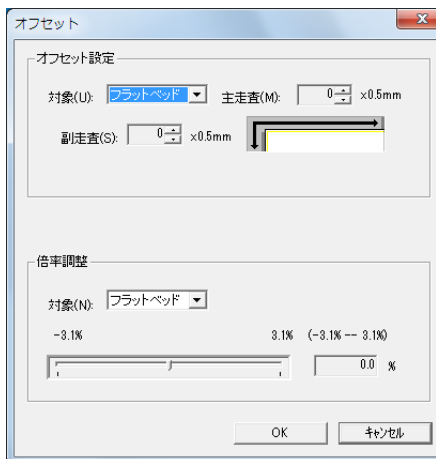 オフセット
オフセット設定
対象(U): フラットベッド 主走査(M): 0 x0.5mm
副走査(S): 0 x0.5mm
倍率調整
対象(N): フラットベッド
-3.1% 3.1% (-3.1% -- 3.1%)
0.0 %
OK キャンセル